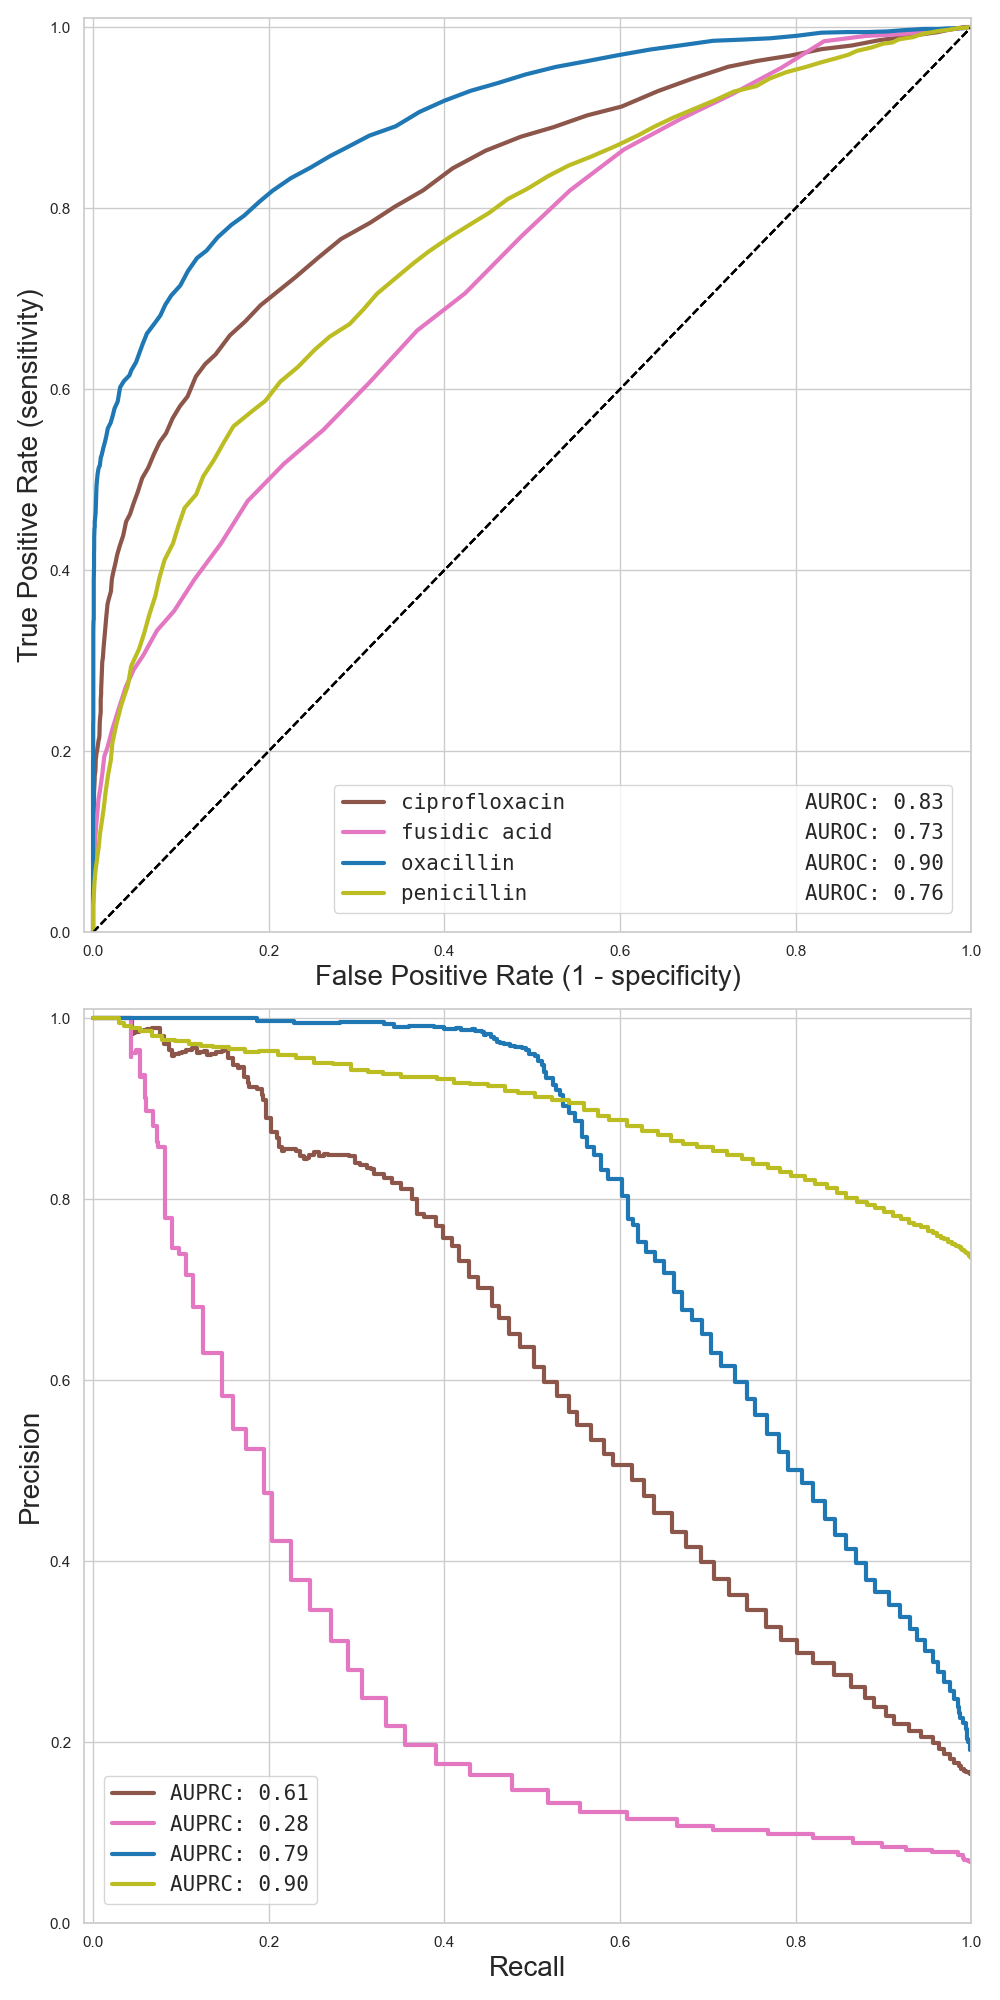 1.0
0.8
0.6
0.4
0.2
0.0
True Positive Rate (sensitivity)
ciprofloxacin AUROC: 0.83
fusidic acid AUROC: 0.73
oxacillin AUROC: 0.90
penicillin AUROC: 0.76
0.0 0.2 0.4 0.6 0.8 1.0
False Positive Rate (1 - specificity)
1.0
0.8
0.6
0.4
0.2
0.0
Precision
AUPRC: 0.61
AUPRC: 0.28
AUPRC: 0.79
AUPRC: 0.90
0.0 0.2 0.4 0.6 0.8 1.0
Recall